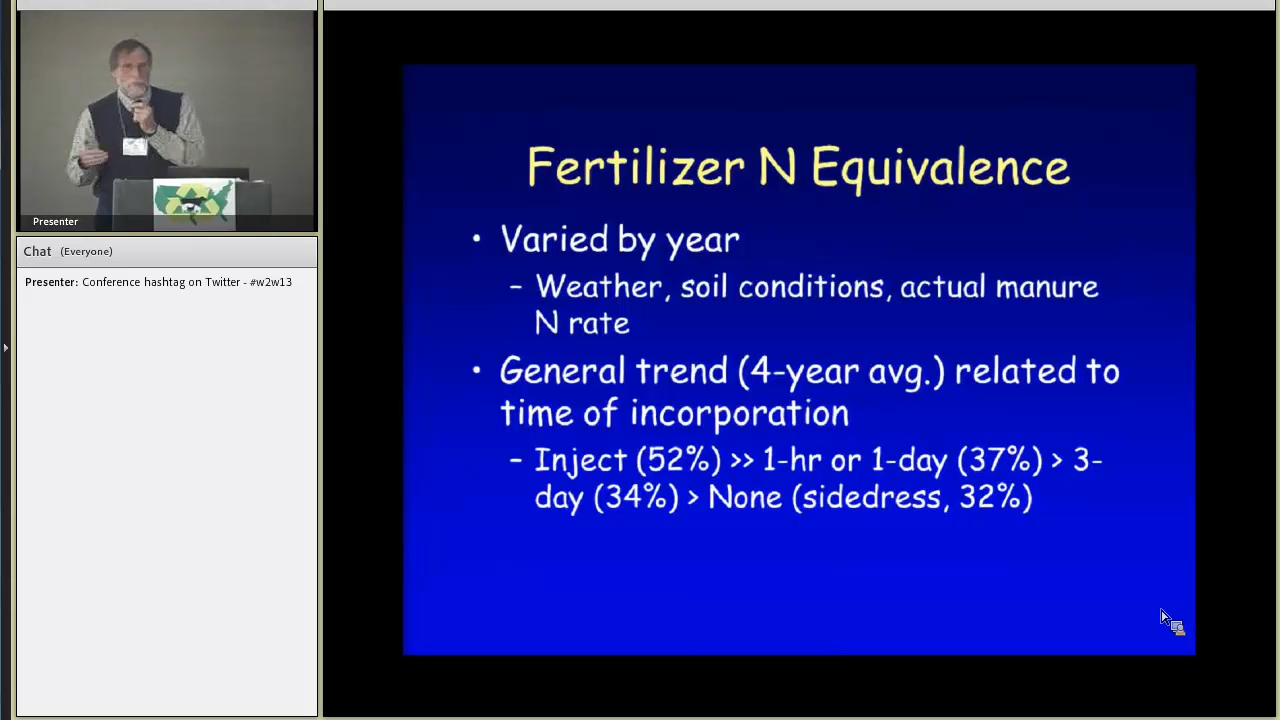 Presenter
Chat (Everyone)
Presenter: Conference hashtag on Twitter - #w2w13
Fertilizer N Equivalence
• Varied by year
– Weather, soil conditions, actual manure
N rate
• General trend (4-year avg.) related to
time of incorporation
– Inject (52%) >> 1-hr or 1-day (37%) > 3-
day (34%) > None (sidedress, 32%)